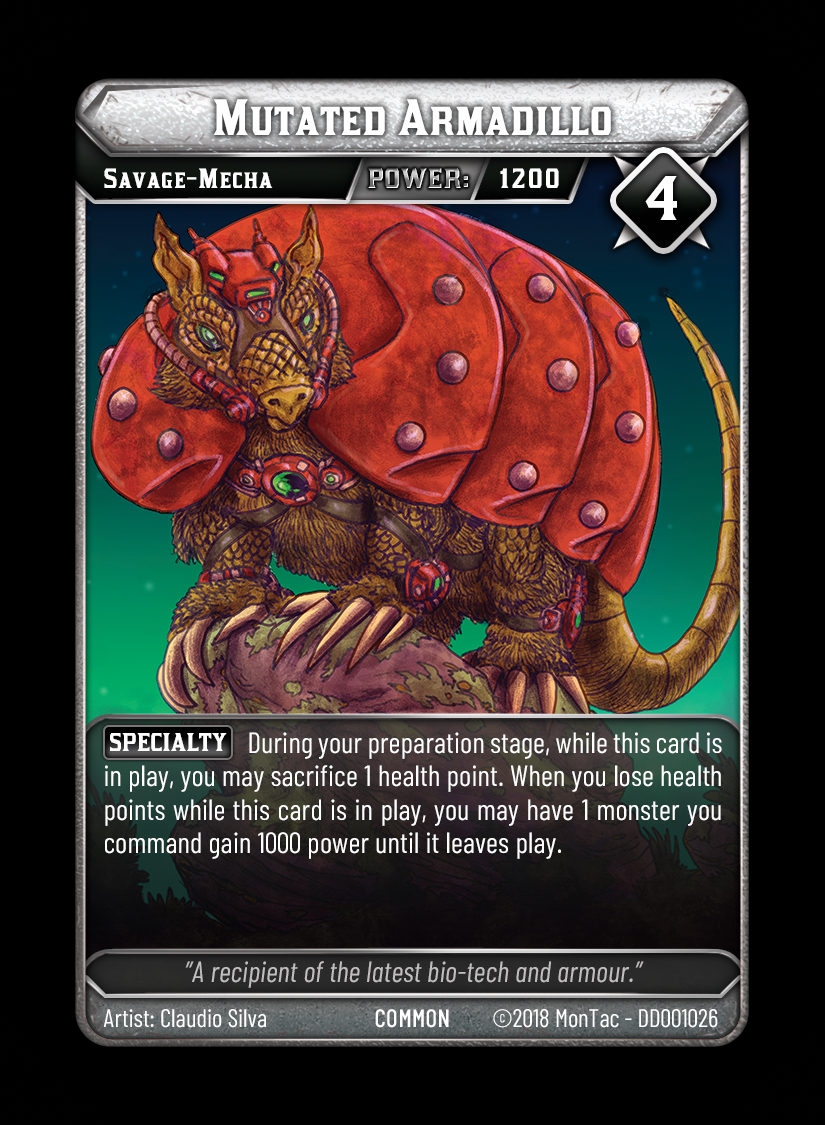 Mutated Armadillo
Savage-Mecha POWER: 1200
4
SPECIALTY During your preparation stage, while this card is
in play, you may sacrifice 1 health point. When you lose health
points while this card is in play, you may have 1 monster you
command gain 1000 power until it leaves play.
"A recipient of the latest bio-tech and armour."
Artist: Claudio Silva COMMON ©2018 MonTac - DD001026